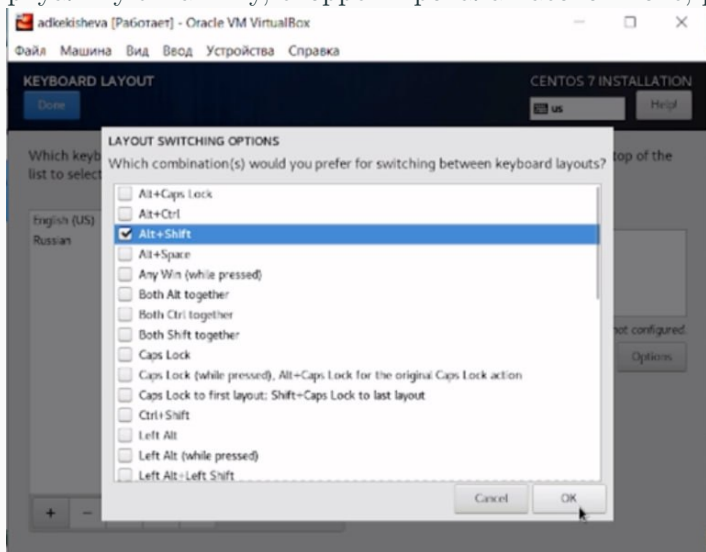 adkekisheva [Работает] - Oracle VM VirtualBox
Файл Машина Вид Ввод Устройства Справка
KEYBOARD LAYOUT
CENTOS 7 INSTALLATION
Done
us
Help!
LAYOUT SWITCHING OPTIONS
Which combination(s) would you prefer for switching between keyboard layouts?
Which keyb
top of the
list to select
Alt+Caps Lock
Alt+Ctrl
English (US)
Alt+Shift
Russian
Alt+Space
Any Win (while pressed)
Both Alt together
Both Ctrl together
Both Shift together
not configured.
Caps Lock
Options
Caps Lock (while pressed), Alt+Caps Lock for the original Caps Lock action
Caps Lock to first layout; Shift+Caps Lock to last layout
Ctrl+Shift
Left Alt
Left Alt (while pressed)
Left Alt+Left Shift
Cancel
OK
+ -